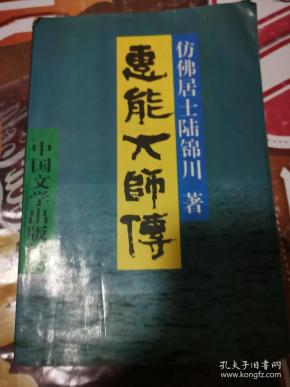 仿佛居士陆锦川 著
惠能大師傳
中国文学出版社
孔夫子旧书网